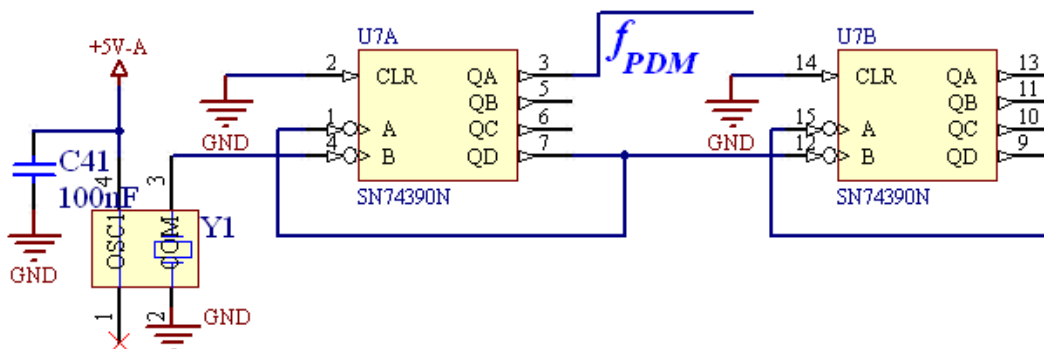 +5V-A
C41
100nF
GND
4
3
OSC1
COM
Y1
1
2
GND
U7A
2
CLR
GND
1
A
4
B
QA
3
QB
5
QC
6
QD
7
SN74390N
f PDM
U7B
14
CLR
GND
15
A
12
B
QA
13
QB
11
QC
10
QD
9
SN74390N